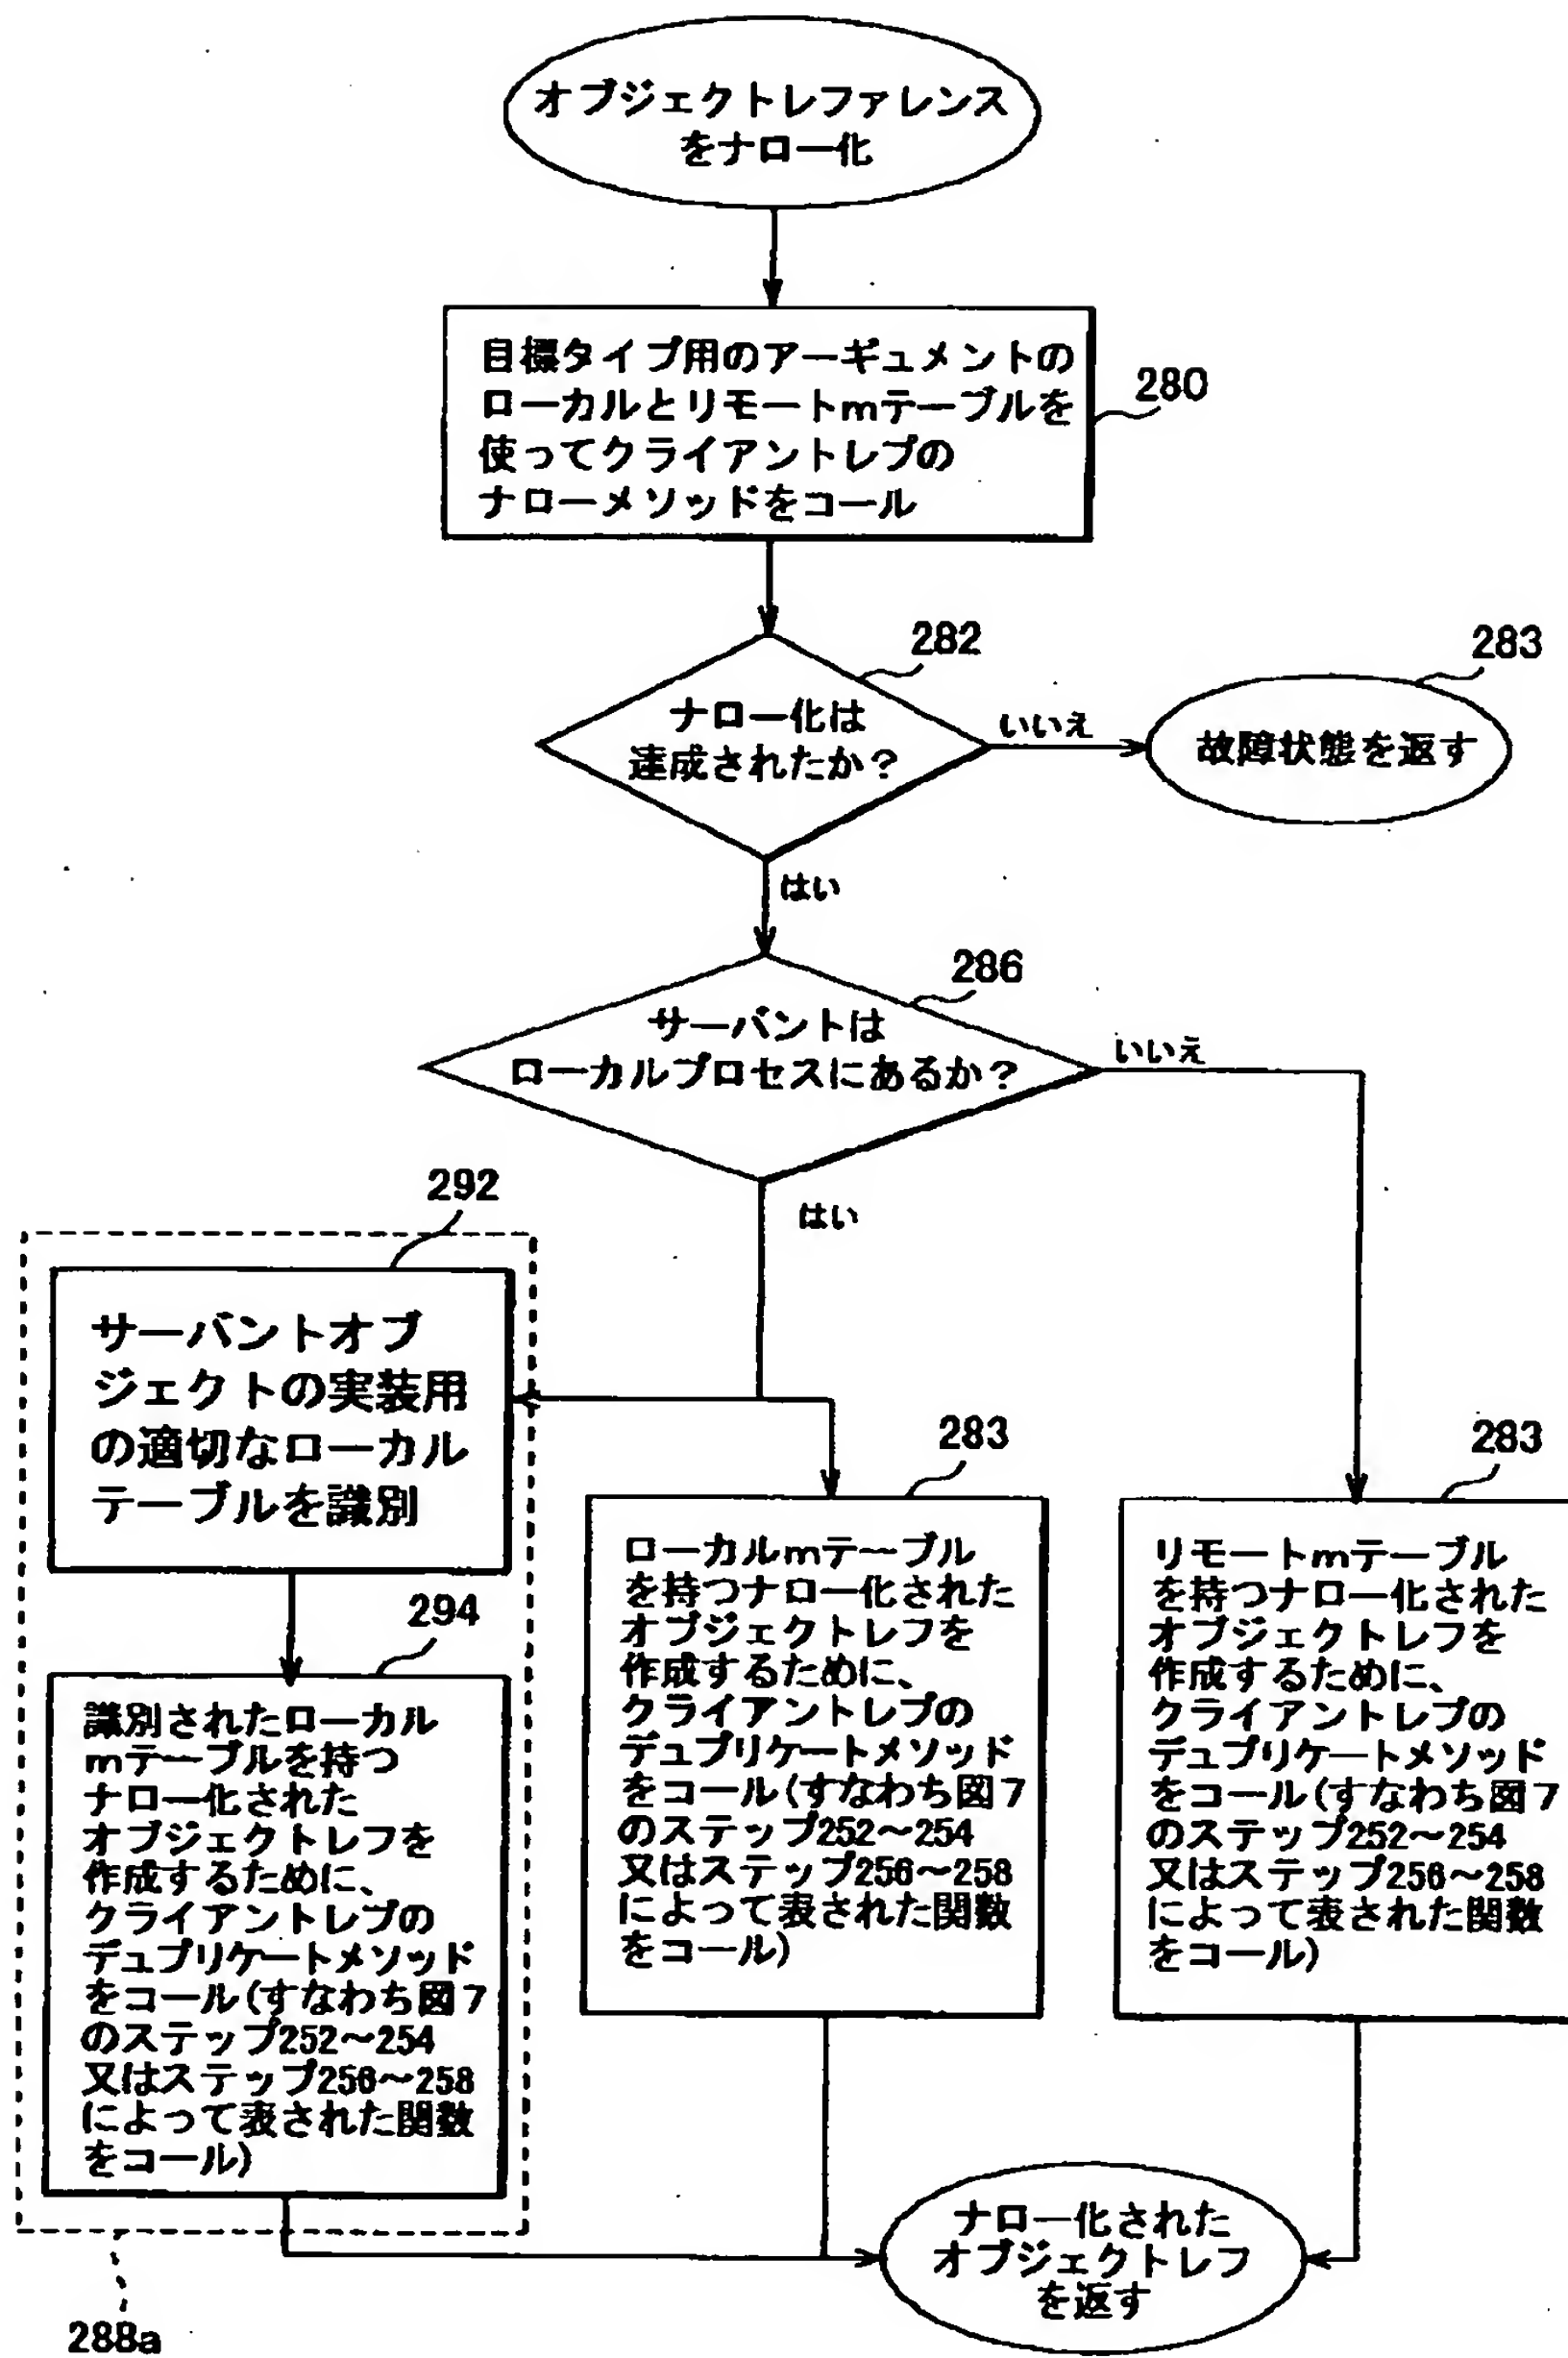 オブジェクトレファレンス
をナロー化
280
目標タイプ用のアーギュメントの
ローカルとリモートmテーブルを
使ってクライアントレプの
ナローメソッドをコール
282
ナロー化は
達成されたか？
いいえ
283
故障状態を返す
はい
286
サーバントは
ローカルプロセスにあるか？
いいえ
はい
292
サーバントオブ
ジェクトの実装用
の適切なローカル
テーブルを識別
294
識別されたローカル
mテーブルを持つ
ナロー化された
オブジェクトレフを
作成するために、
クライアントレプの
デュプリケートメソッド
をコール(すなわち図7
のステップ252～254
又はステップ256～258
によって表された関数
をコール)
288a
283
ローカルmテーブル
を持つナロー化された
オブジェクトレフを
作成するために、
クライアントレプの
デュプリケートメソッド
をコール(すなわち図7
のステップ252～254
又はステップ256～258
によって表された関数
をコール)
283
リモートmテーブル
を持つナロー化された
オブジェクトレフを
作成するために、
クライアントレプの
デュプリケートメソッド
をコール(すなわち図7
のステップ252～254
又はステップ256～258
によって表された関数
をコール)
ナロー化された
オブジェクトレフ
を返す